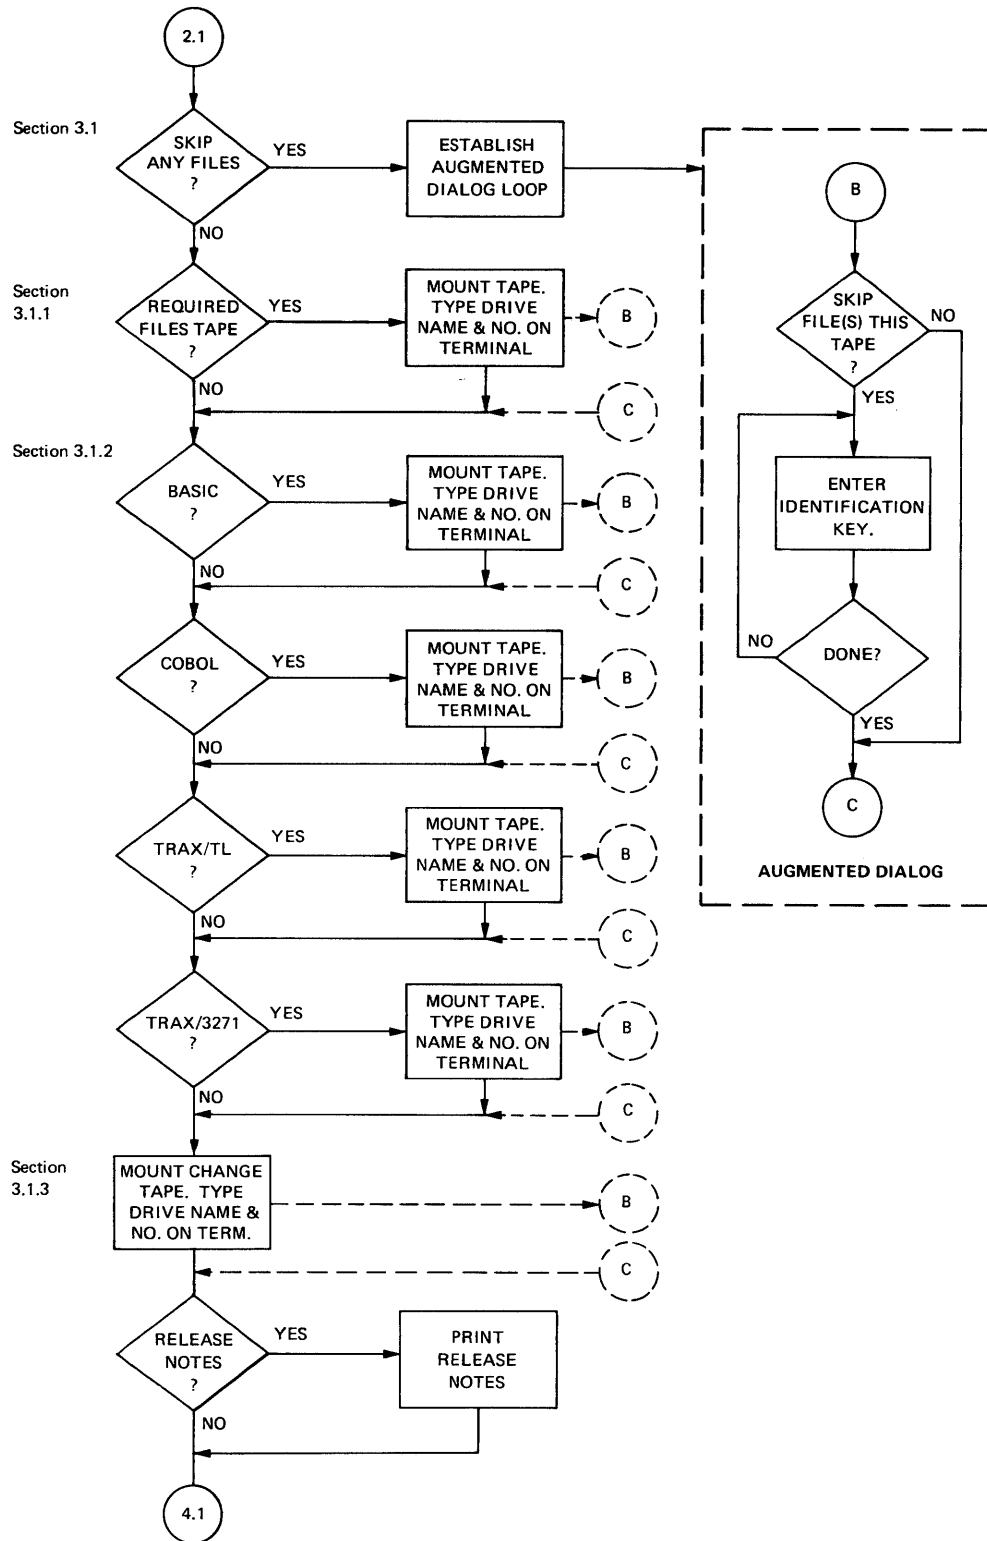 2.1
Section 3.1
SKIP
ANY FILES
?
YES
NO
ESTABLISH
AUGMENTED
DIALOG LOOP
Section
3.1.1
REQUIRED
FILES TAPE
?
YES
NO
MOUNT TAPE.
TYPE DRIVE
NAME & NO. ON
TERMINAL
B
C
Section 3.1.2
BASIC
?
YES
NO
MOUNT TAPE.
TYPE DRIVE
NAME & NO. ON
TERMINAL
B
C
COBOL
?
YES
NO
MOUNT TAPE.
TYPE DRIVE
NAME & NO. ON
TERMINAL
B
C
TRAX/TL
?
YES
NO
MOUNT TAPE.
TYPE DRIVE
NAME & NO. ON
TERMINAL
B
C
TRAX/3271
?
YES
NO
MOUNT TAPE.
TYPE DRIVE
NAME & NO. ON
TERMINAL
B
C
Section
3.1.3
MOUNT CHANGE
TAPE. TYPE
DRIVE NAME &
NO. ON TERM.
B
C
RELEASE
NOTES
?
YES
NO
PRINT
RELEASE
NOTES
4.1
B
SKIP
FILE(S) THIS
TAPE
?
NO
YES
ENTER
IDENTIFICATION
KEY.
DONE?
NO
YES
C
AUGMENTED DIALOG